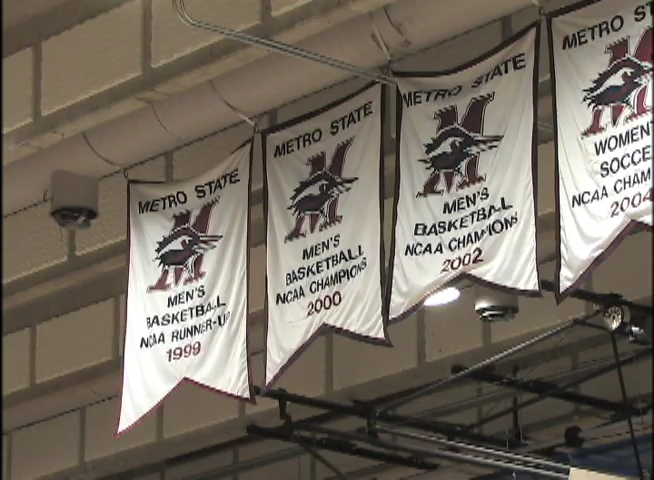 METRO STATE
MEN'S
BASKETBALL
NCAA RUNNER-UP
1999
METRO STATE
MEN'S
BASKETBALL
NCAA CHAMPIONS
2000
METRO STATE
MEN'S
BASKETBALL
NCAA CHAMPIONS
2002
METRO ST
WOMEN'
SOCCE
NCAA CHAM
2004